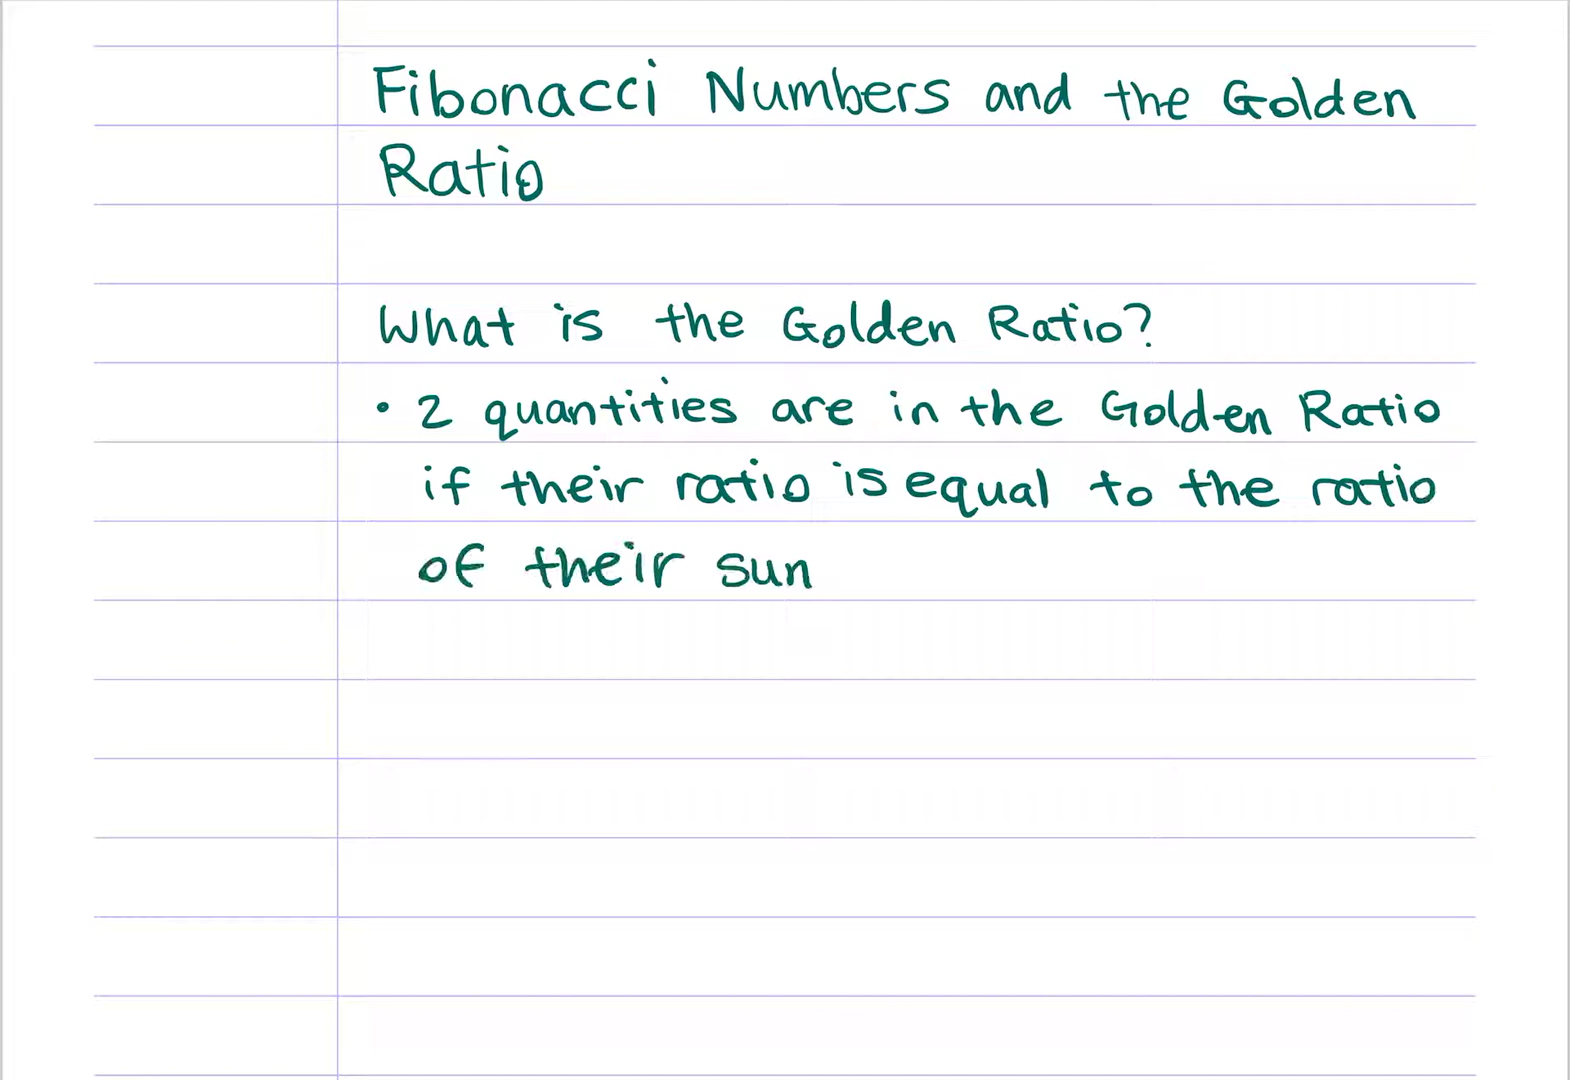 Fibonacci Numbers and the Golden
Ratio
What is the Golden Ratio?
• 2 quantities are in the Golden Ratio
if their ratio is equal to the ratio
of their sun